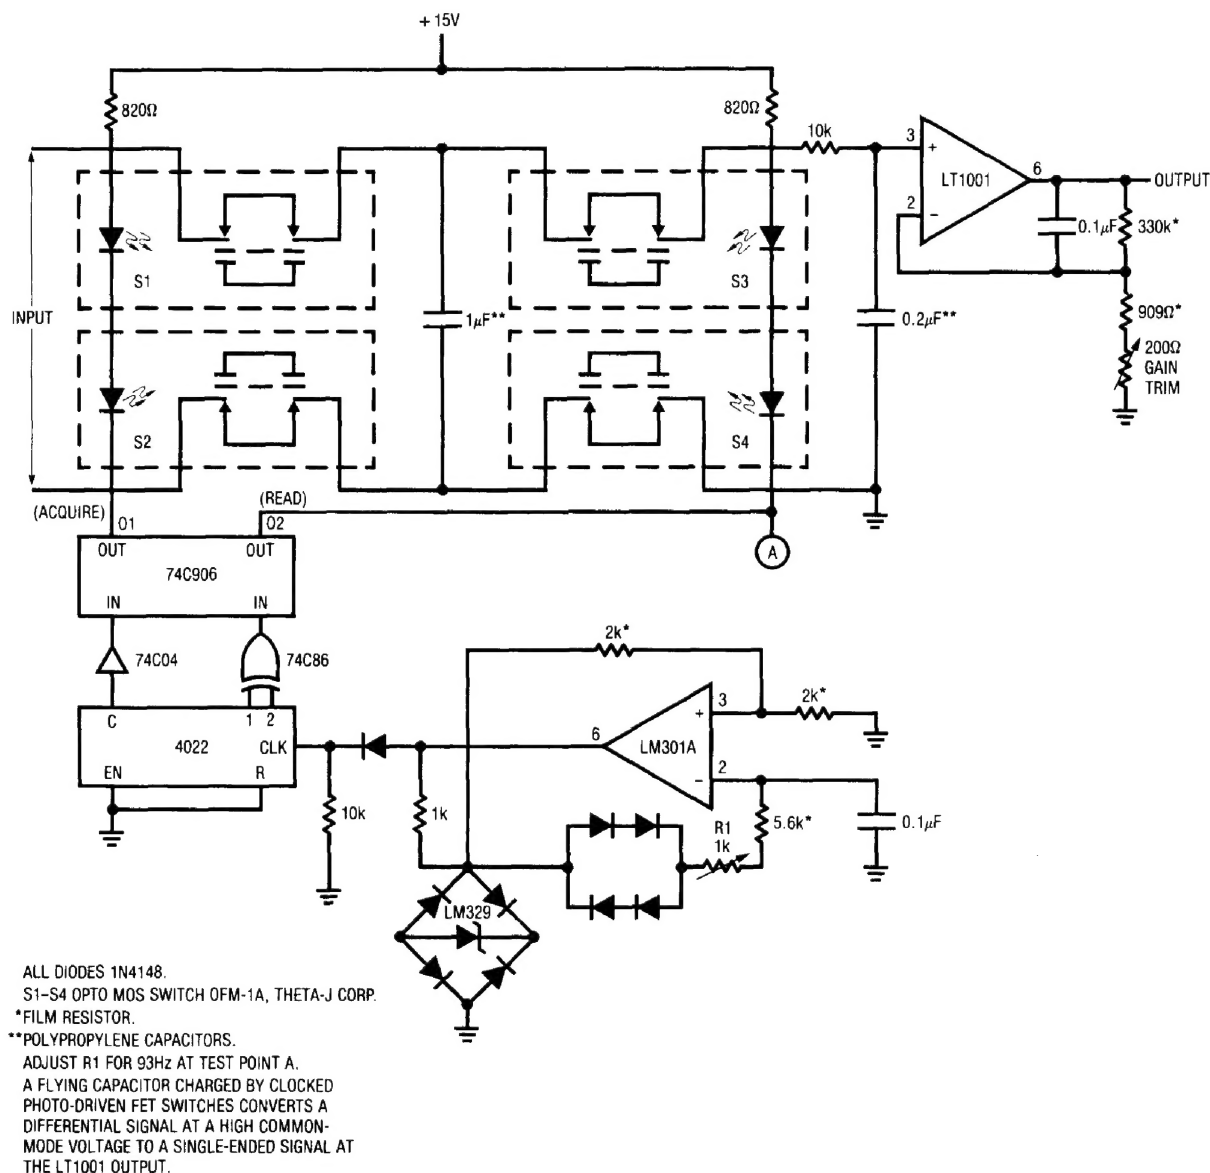 + 15V
820Ω
820Ω
10k
3
+
LT1001
6
OUTPUT
2
−
0.1µF
330k*
S1
S3
INPUT
1µF**
0.2µF**
909Ω*
200Ω
GAIN
TRIM
S2
S4
(ACQUIRE)
01
(READ)
02
OUT
OUT
A
74C906
IN
IN
74C04
74C86
2k*
C
1
2
4022
CLK
EN
R
3
+
2k*
6
LM301A
2
−
10k
1k
R1
1k
5.6k*
0.1µF
LM329
ALL DIODES 1N4148.
S1–S4 OPTO MOS SWITCH OFM-1A, THETA-J CORP.
*FILM RESISTOR.
**POLYPROPYLENE CAPACITORS.
ADJUST R1 FOR 93Hz AT TEST POINT A.
A FLYING CAPACITOR CHARGED BY CLOCKED
PHOTO-DRIVEN FET SWITCHES CONVERTS A
DIFFERENTIAL SIGNAL AT A HIGH COMMON-
MODE VOLTAGE TO A SINGLE-ENDED SIGNAL AT
THE LT1001 OUTPUT.